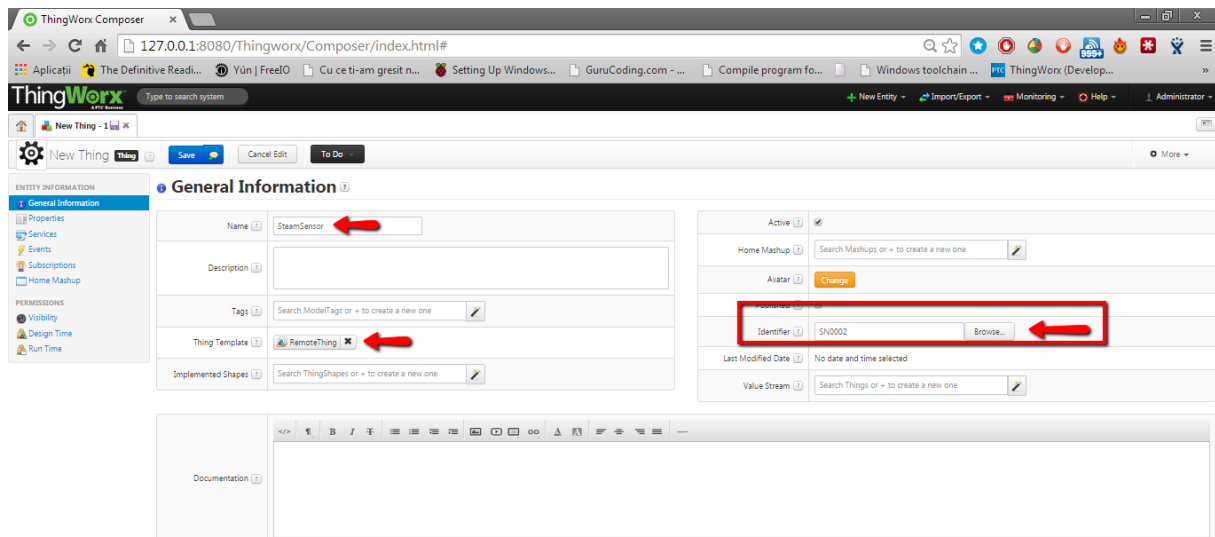 ThingWorx Composer
127.0.0.1:8080/Thingworx/Composer/index.html#
999+
Aplicații The Definitive Readi... Yún | FreeIO Cu ce ti-am gresit n... Setting Up Windows... GuruCoding.com - ... Compile program fo... Windows toolchain ... PTC ThingWorx (Develop... »
ThingWorx Type to search system New Entity Import/Export Monitoring Help Administrator
A PTC Business
New Thing - 1
New Thing Thing Save Cancel Edit To Do More
ENTITY INFORMATION
General Information
Properties
Services
Events
Subscriptions
Home Mashup
PERMISSIONS
Visibility
Design Time
Run Time
General Information
Name SteamSensor
Description
Tags Search ModelTags or + to create a new one
Thing Template RemoteThing
Implemented Shapes Search ThingShapes or + to create a new one
Active
Home Mashup Search Mashups or + to create a new one
Avatar Change
Published
Identifier SN0002 Browse...
Last Modified Date No date and time selected
Value Stream Search Things or + to create a new one
Documentation
</> ¶ B I T A A